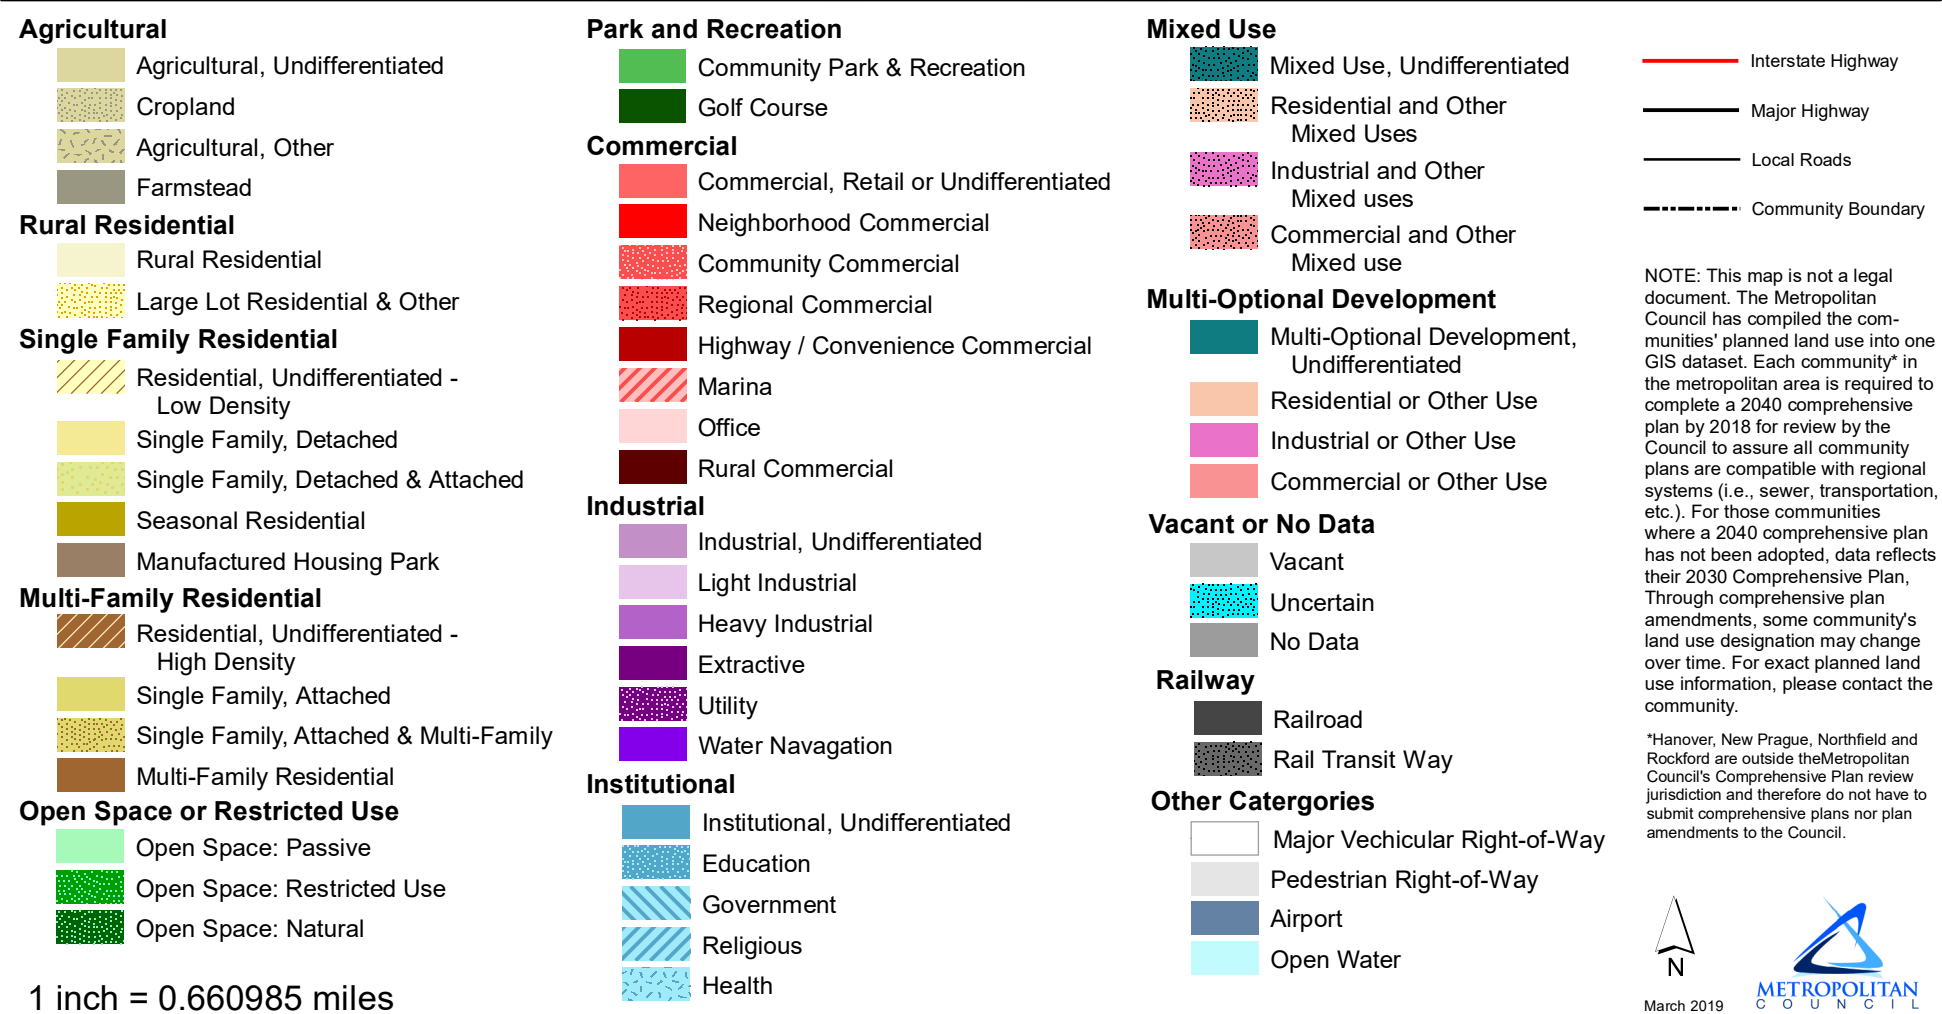 Agricultural
Agricultural, Undifferentiated
Cropland
Agricultural, Other
Farmstead
Rural Residential
Rural Residential
Large Lot Residential & Other
Single Family Residential
Residential, Undifferentiated -
Low Density
Single Family, Detached
Single Family, Detached & Attached
Seasonal Residential
Manufactured Housing Park
Multi-Family Residential
Residential, Undifferentiated -
High Density
Single Family, Attached
Single Family, Attached & Multi-Family
Multi-Family Residential
Open Space or Restricted Use
Open Space: Passive
Open Space: Restricted Use
Open Space: Natural
1 inch = 0.660985 miles
Park and Recreation
Community Park & Recreation
Golf Course
Commercial
Commercial, Retail or Undifferentiated
Neighborhood Commercial
Community Commercial
Regional Commercial
Highway / Convenience Commercial
Marina
Office
Rural Commercial
Industrial
Industrial, Undifferentiated
Light Industrial
Heavy Industrial
Extractive
Utility
Water Navagation
Institutional
Institutional, Undifferentiated
Education
Government
Religious
Health
Mixed Use
Mixed Use, Undifferentiated
Residential and Other
Mixed Uses
Industrial and Other
Mixed uses
Commercial and Other
Mixed use
Multi-Optional Development
Multi-Optional Development,
Undifferentiated
Residential or Other Use
Industrial or Other Use
Commercial or Other Use
Vacant or No Data
Vacant
Uncertain
No Data
Railway
Railroad
Rail Transit Way
Other Catergories
Major Vechicular Right-of-Way
Pedestrian Right-of-Way
Airport
Open Water
Interstate Highway
Major Highway
Local Roads
Community Boundary
NOTE: This map is not a legal
document. The Metropolitan
Council has compiled the com-
munities' planned land use into one
GIS dataset. Each community* in
the metropolitan area is required to
complete a 2040 comprehensive
plan by 2018 for review by the
Council to assure all community
plans are compatible with regional
systems (i.e., sewer, transportation,
etc.). For those communities
where a 2040 comprehensive plan
has not been adopted, data reflects
their 2030 Comprehensive Plan,
Through comprehensive plan
amendments, some community's
land use designation may change
over time. For exact planned land
use information, please contact the
community.
*Hanover, New Prague, Northfield and
Rockford are outside theMetropolitan
Council's Comprehensive Plan review
jurisdiction and therefore do not have to
submit comprehensive plans nor plan
amendments to the Council.
N
March 2019
METROPOLITAN
COUNCIL